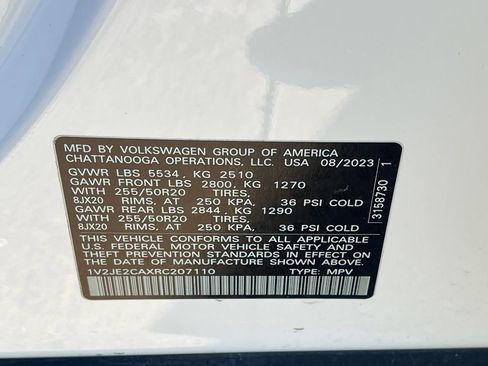 MFD BY VOLKSWAGEN GROUP OF AMERICA
CHATTANOOGA OPERATIONS, LLC. USA 08/2023
GVWR LBS 5534, KG 2510
GAWR FRONT LBS 2800, KG 1270
WITH 255/50R20 TIRES,
8JX20 RIMS, AT 250 KPA, 36 PSI COLD
GAWR REAR LBS 2844, KG 1290
WITH 255/50R20 TIRES,
8JX20 RIMS, AT 250 KPA, 36 PSI COLD
THIS VEHICLE CONFORMS TO ALL APPLICABLE
U.S. FEDERAL MOTOR VEHICLE SAFETY AND
THEFT PREVENTION STANDARDS IN EFFECT ON
THE DATE OF MANUFACTURE SHOWN ABOVE.
1V2JE2CAXRC207110 TYPE: MPV
3158730 1